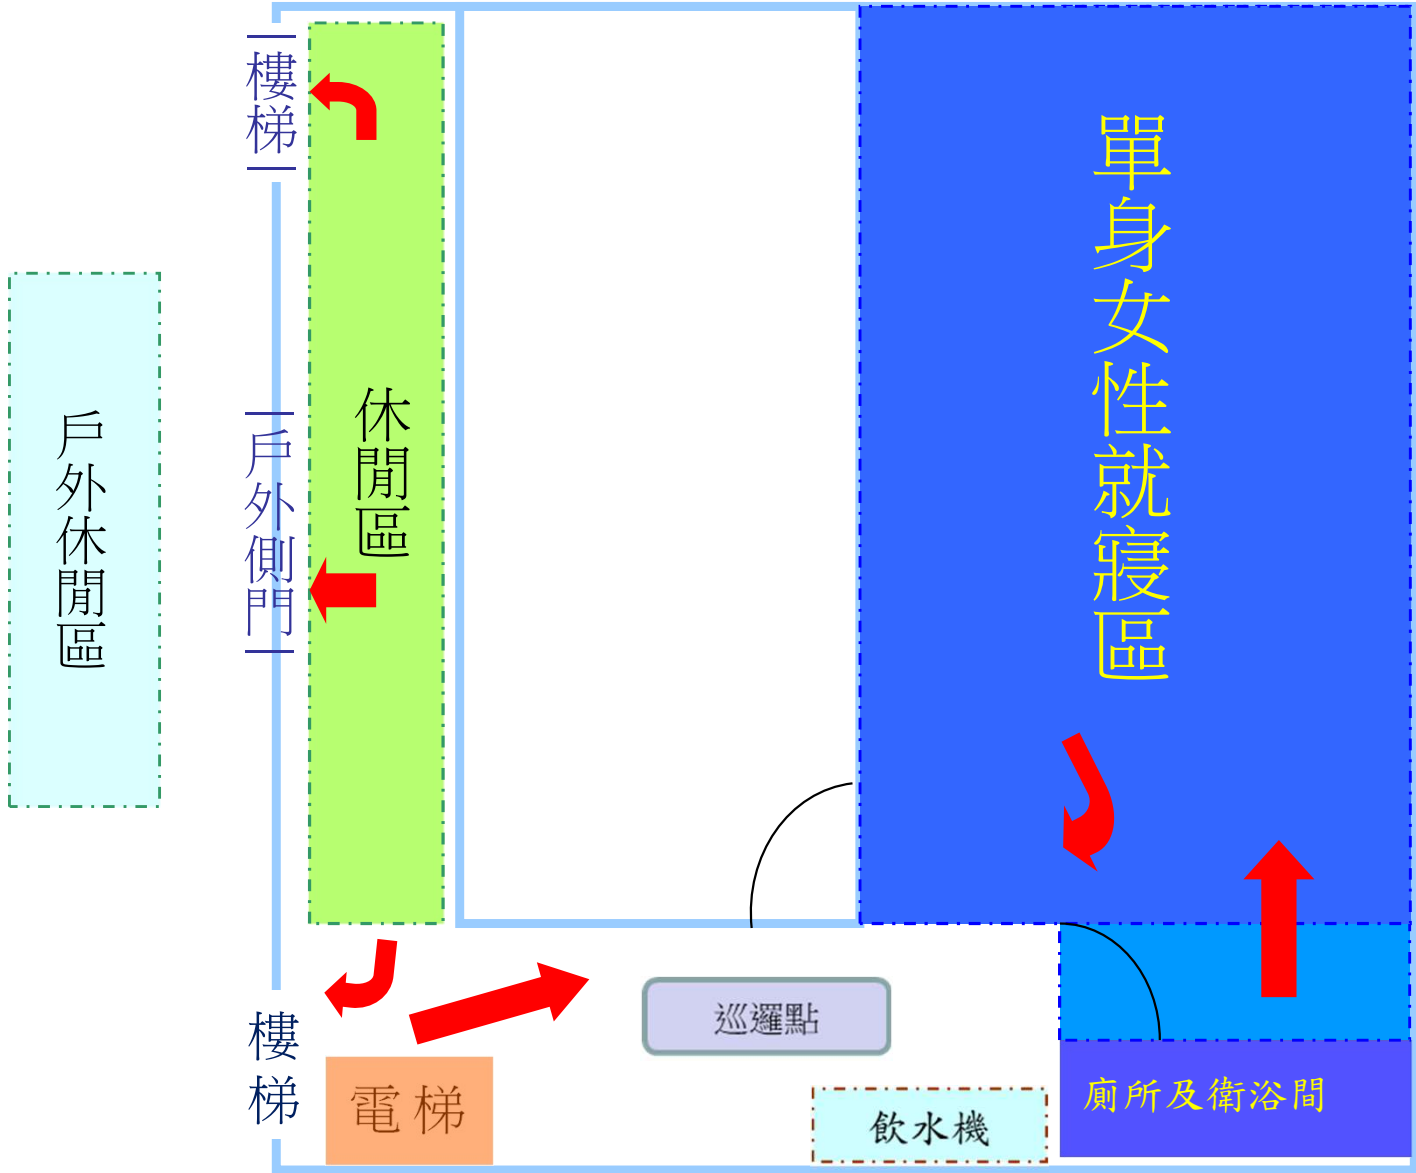 樓梯
單身女性就寢區
戶外休閒區
戶外側門
休閒區
巡邏點
樓梯
電梯
飲水機
廁所及衛浴間